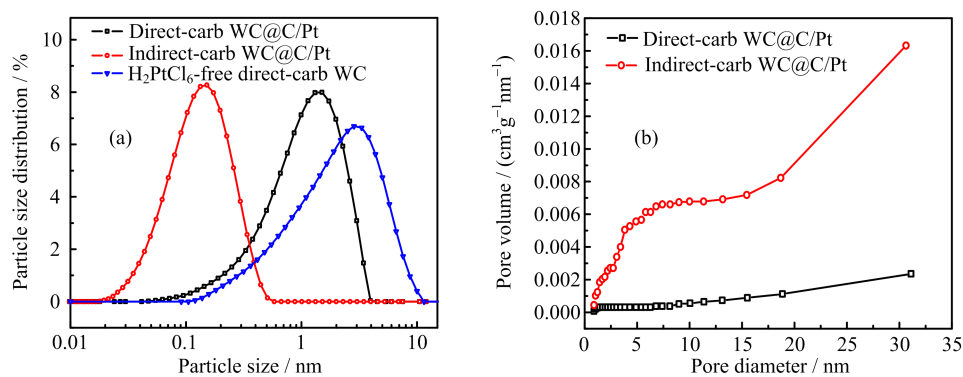 Direct-carb WC@C/Pt
Indirect-carb WC@C/Pt
H₂PtCl₆-free direct-carb WC
(a)
Particle size distribution / %
10
8
6
4
2
0
0.01
0.1
1
10
Particle size / nm
Direct-carb WC@C/Pt
Indirect-carb WC@C/Pt
(b)
Pore volume / (cm³g⁻¹nm⁻¹)
0.018
0.016
0.014
0.012
0.010
0.008
0.006
0.004
0.002
0.000
0
5
10
15
20
25
30
35
Pore diameter / nm